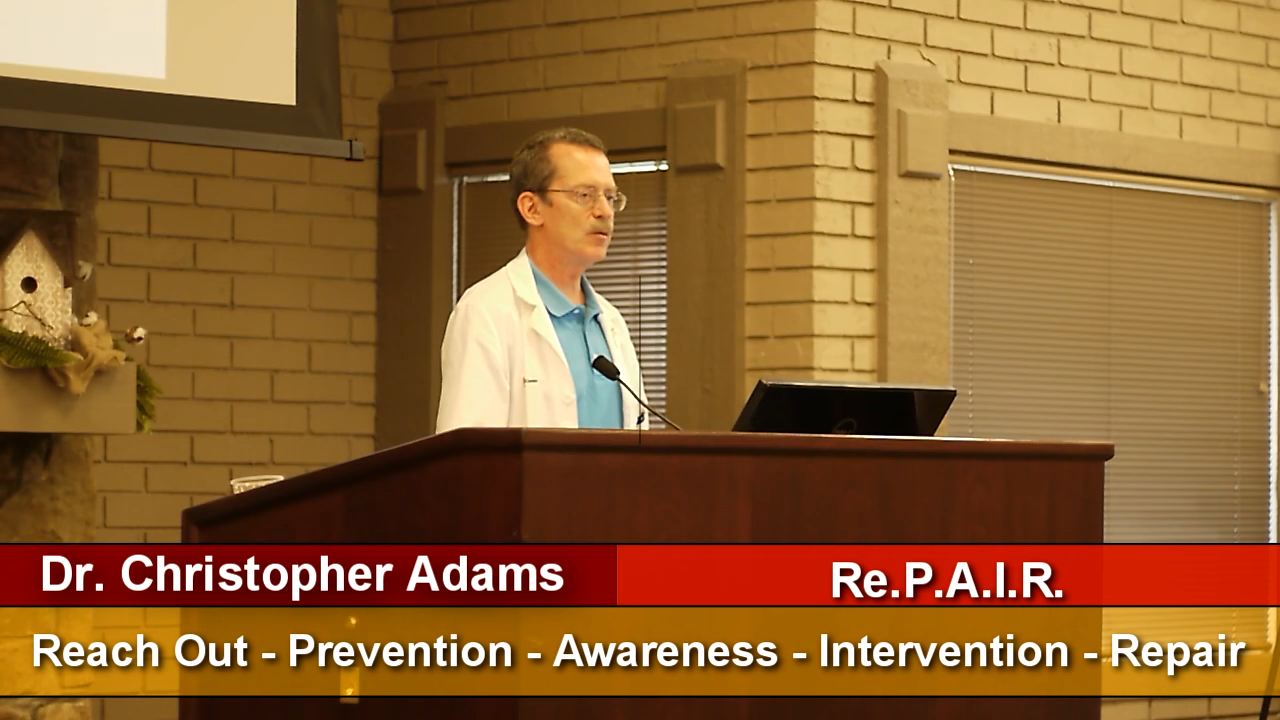 Dr. Christopher Adams
Re.P.A.I.R.
Reach Out - Prevention - Awareness - Intervention - Repair